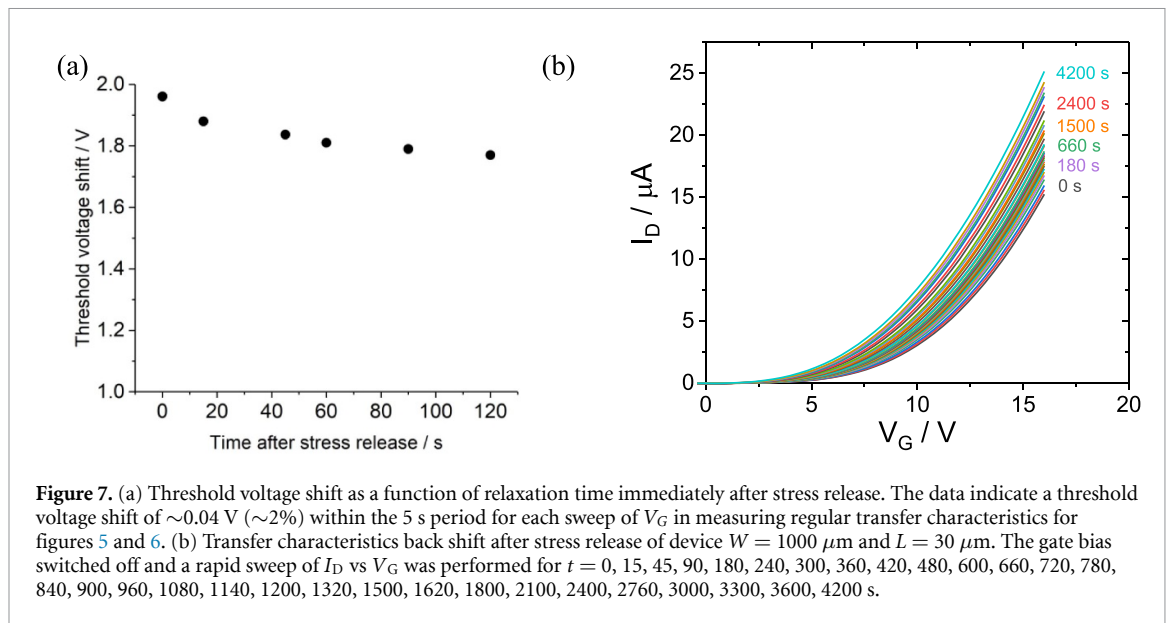 (a)
2.0
1.8
1.6
1.4
1.2
1.0
Threshold voltage shift / V
0 20 40 60 80 100 120
Time after stress release / s
(b)
25
20
15
10
5
0
I_D / μA
4200 s
2400 s
1500 s
660 s
180 s
0 s
0 5 10 15 20
V_G / V
Figure 7. (a) Threshold voltage shift as a function of relaxation time immediately after stress release. The data indicate a threshold
voltage shift of ∼0.04 V (∼2%) within the 5 s period for each sweep of V_G in measuring regular transfer characteristics for
figures 5 and 6. (b) Transfer characteristics back shift after stress release of device W = 1000 μm and L = 30 μm. The gate bias
switched off and a rapid sweep of I_D vs V_G was performed for t = 0, 15, 45, 90, 180, 240, 300, 360, 420, 480, 600, 660, 720, 780,
840, 900, 960, 1080, 1140, 1200, 1320, 1500, 1620, 1800, 2100, 2400, 2760, 3000, 3300, 3600, 4200 s.